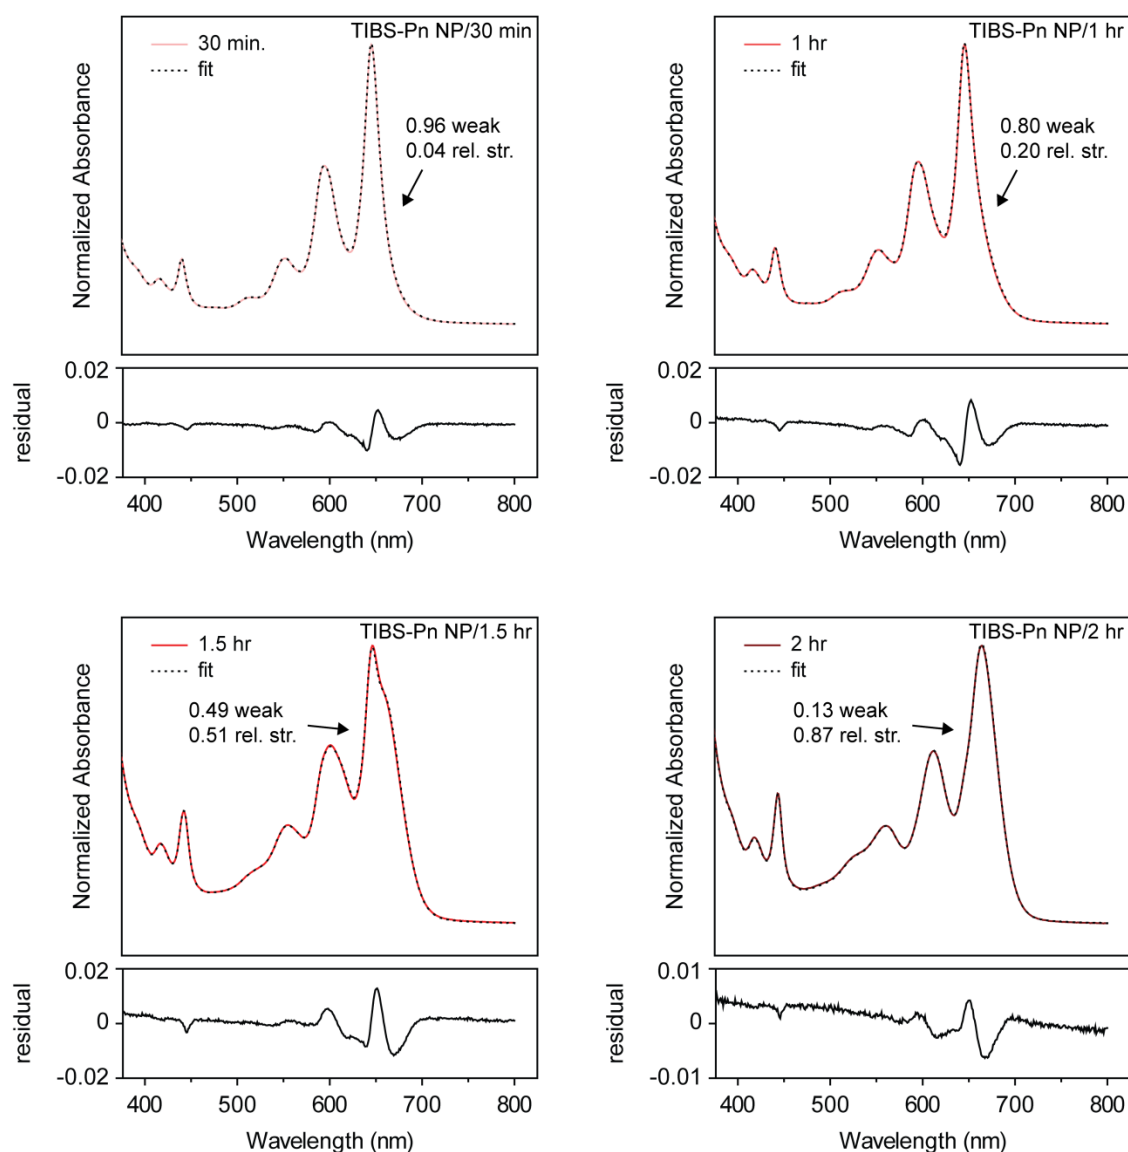 TIBS-Pn NP/30 min
30 min.
fit
0.96 weak
0.04 rel. str.
Normalized Absorbance
0.02
0
-0.02
residual
400 500 600 700 800
Wavelength (nm)
TIBS-Pn NP/1 hr
1 hr
fit
0.80 weak
0.20 rel. str.
Normalized Absorbance
0.02
0
-0.02
residual
400 500 600 700 800
Wavelength (nm)
TIBS-Pn NP/1.5 hr
1.5 hr
fit
0.49 weak
0.51 rel. str.
Normalized Absorbance
0.02
0
-0.02
residual
400 500 600 700 800
Wavelength (nm)
TIBS-Pn NP/2 hr
2 hr
fit
0.13 weak
0.87 rel. str.
Normalized Absorbance
0.01
0
-0.01
residual
400 500 600 700 800
Wavelength (nm)